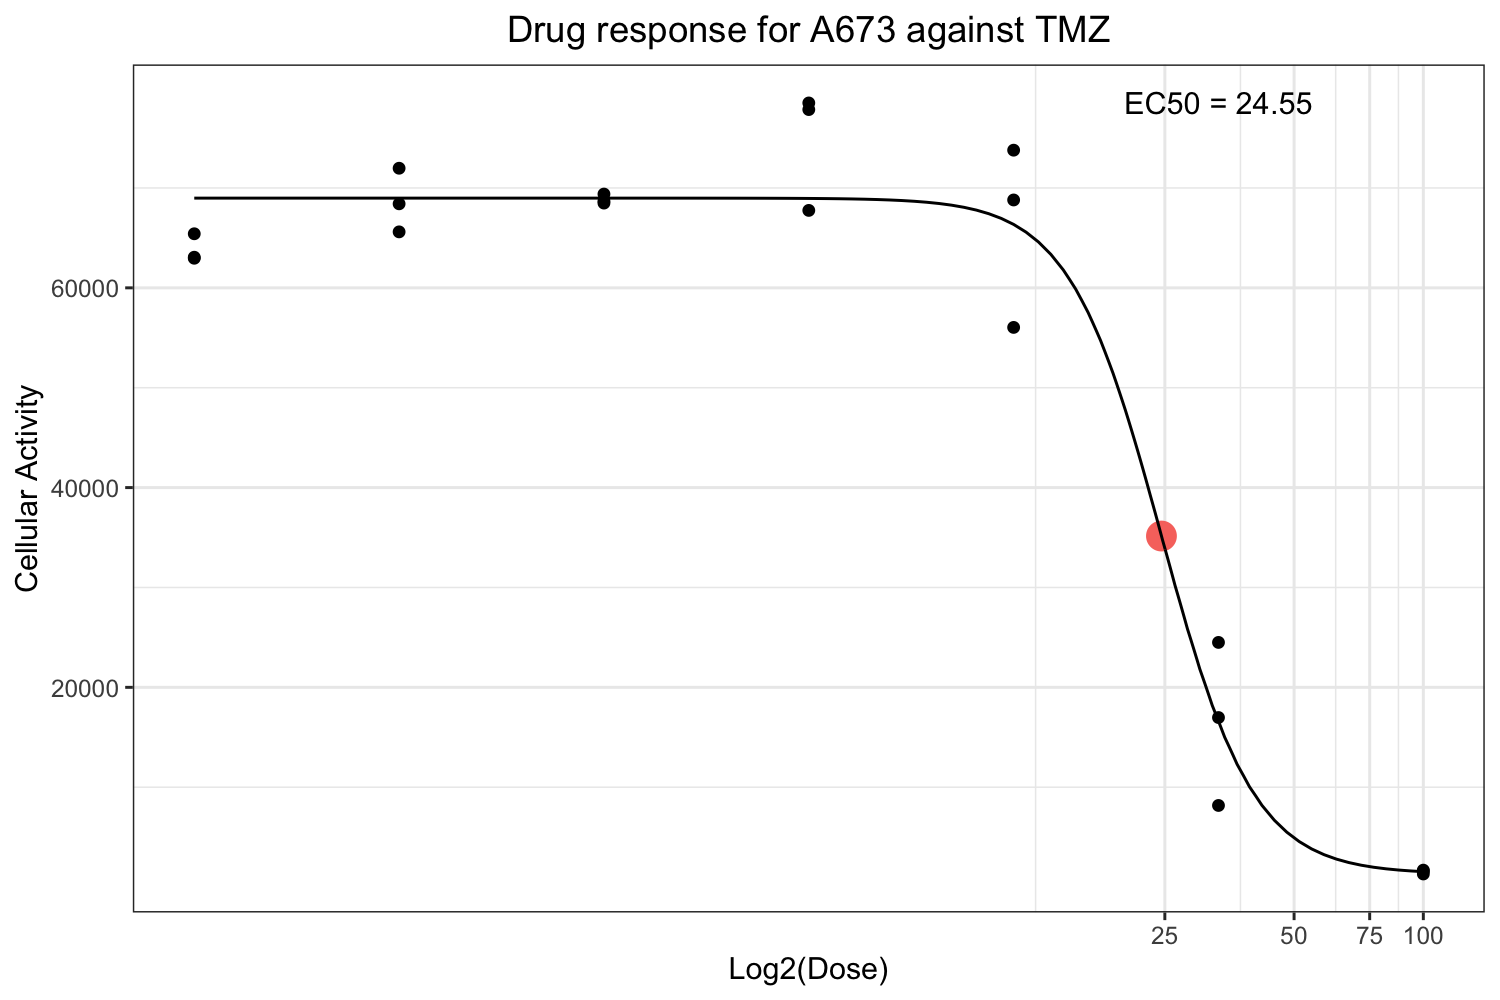 Drug response for A673 against TMZ
EC50 = 24.55
60000
40000
20000
Cellular Activity
25 50 75 100
Log2(Dose)